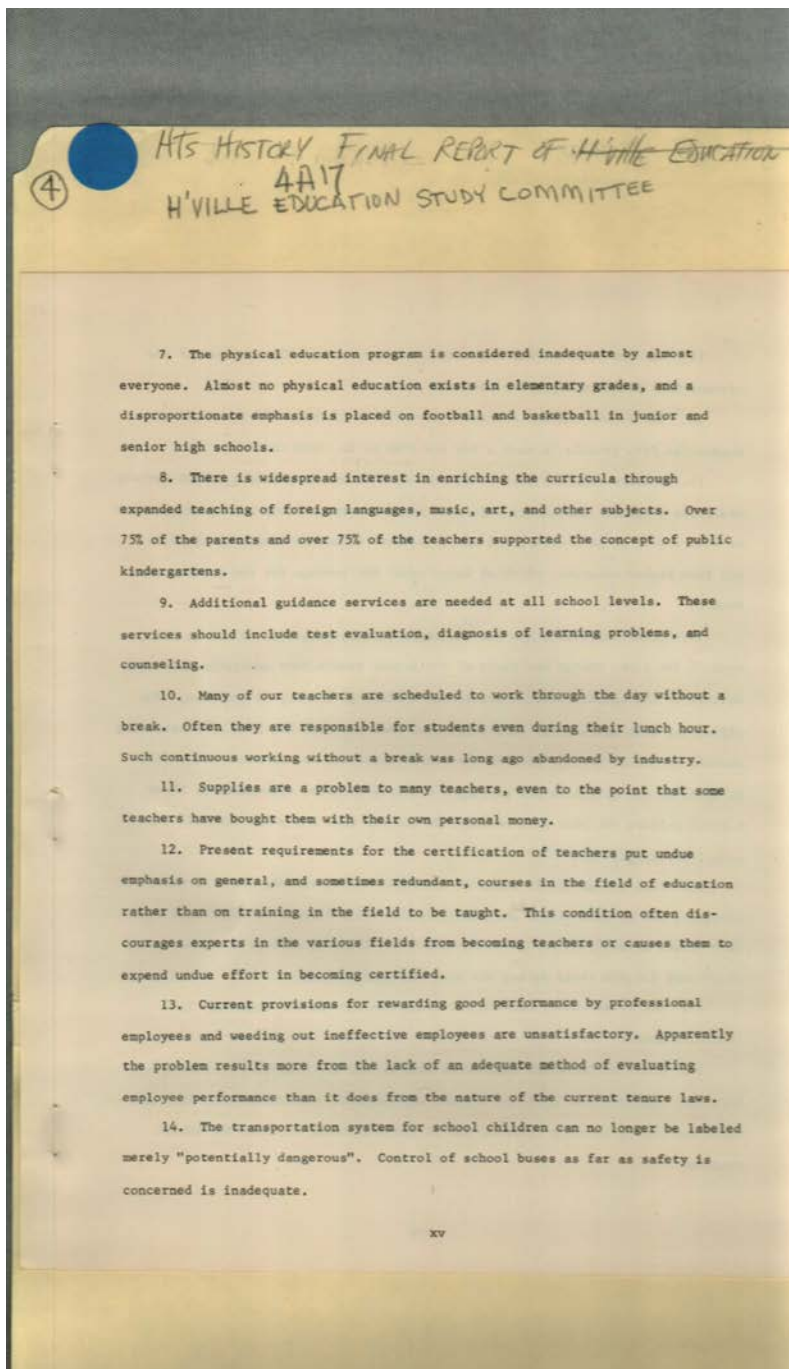 HTS HISTORY FINAL REPORT OF H'ville EDUCATION
4A17
4
H'VILLE EDUCATION STUDY COMMITTEE
7. The physical education program is considered inadequate by almost
everyone. Almost no physical education exists in elementary grades, and a
disproportionate emphasis is placed on football and basketball in junior and
senior high schools.
8. There is widespread interest in enriching the curricula through
expanded teaching of foreign languages, music, art, and other subjects. Over
75% of the parents and over 75% of the teachers supported the concept of public
kindergartens.
9. Additional guidance services are needed at all school levels. These
services should include test evaluation, diagnosis of learning problems, and
counseling.
10. Many of our teachers are scheduled to work through the day without a
break. Often they are responsible for students even during their lunch hour.
Such continuous working without a break was long ago abandoned by industry.
11. Supplies are a problem to many teachers, even to the point that some
teachers have bought them with their own personal money.
12. Present requirements for the certification of teachers put undue
emphasis on general, and sometimes redundant, courses in the field of education
rather than on training in the field to be taught. This condition often dis-
courages experts in the various fields from becoming teachers or causes them to
expend undue effort in becoming certified.
13. Current provisions for rewarding good performance by professional
employees and weeding out ineffective employees are unsatisfactory. Apparently
the problem results more from the lack of an adequate method of evaluating
employee performance than it does from the nature of the current tenure laws.
14. The transportation system for school children can no longer be labeled
merely "potentially dangerous". Control of school buses as far as safety is
concerned is inadequate.
xv